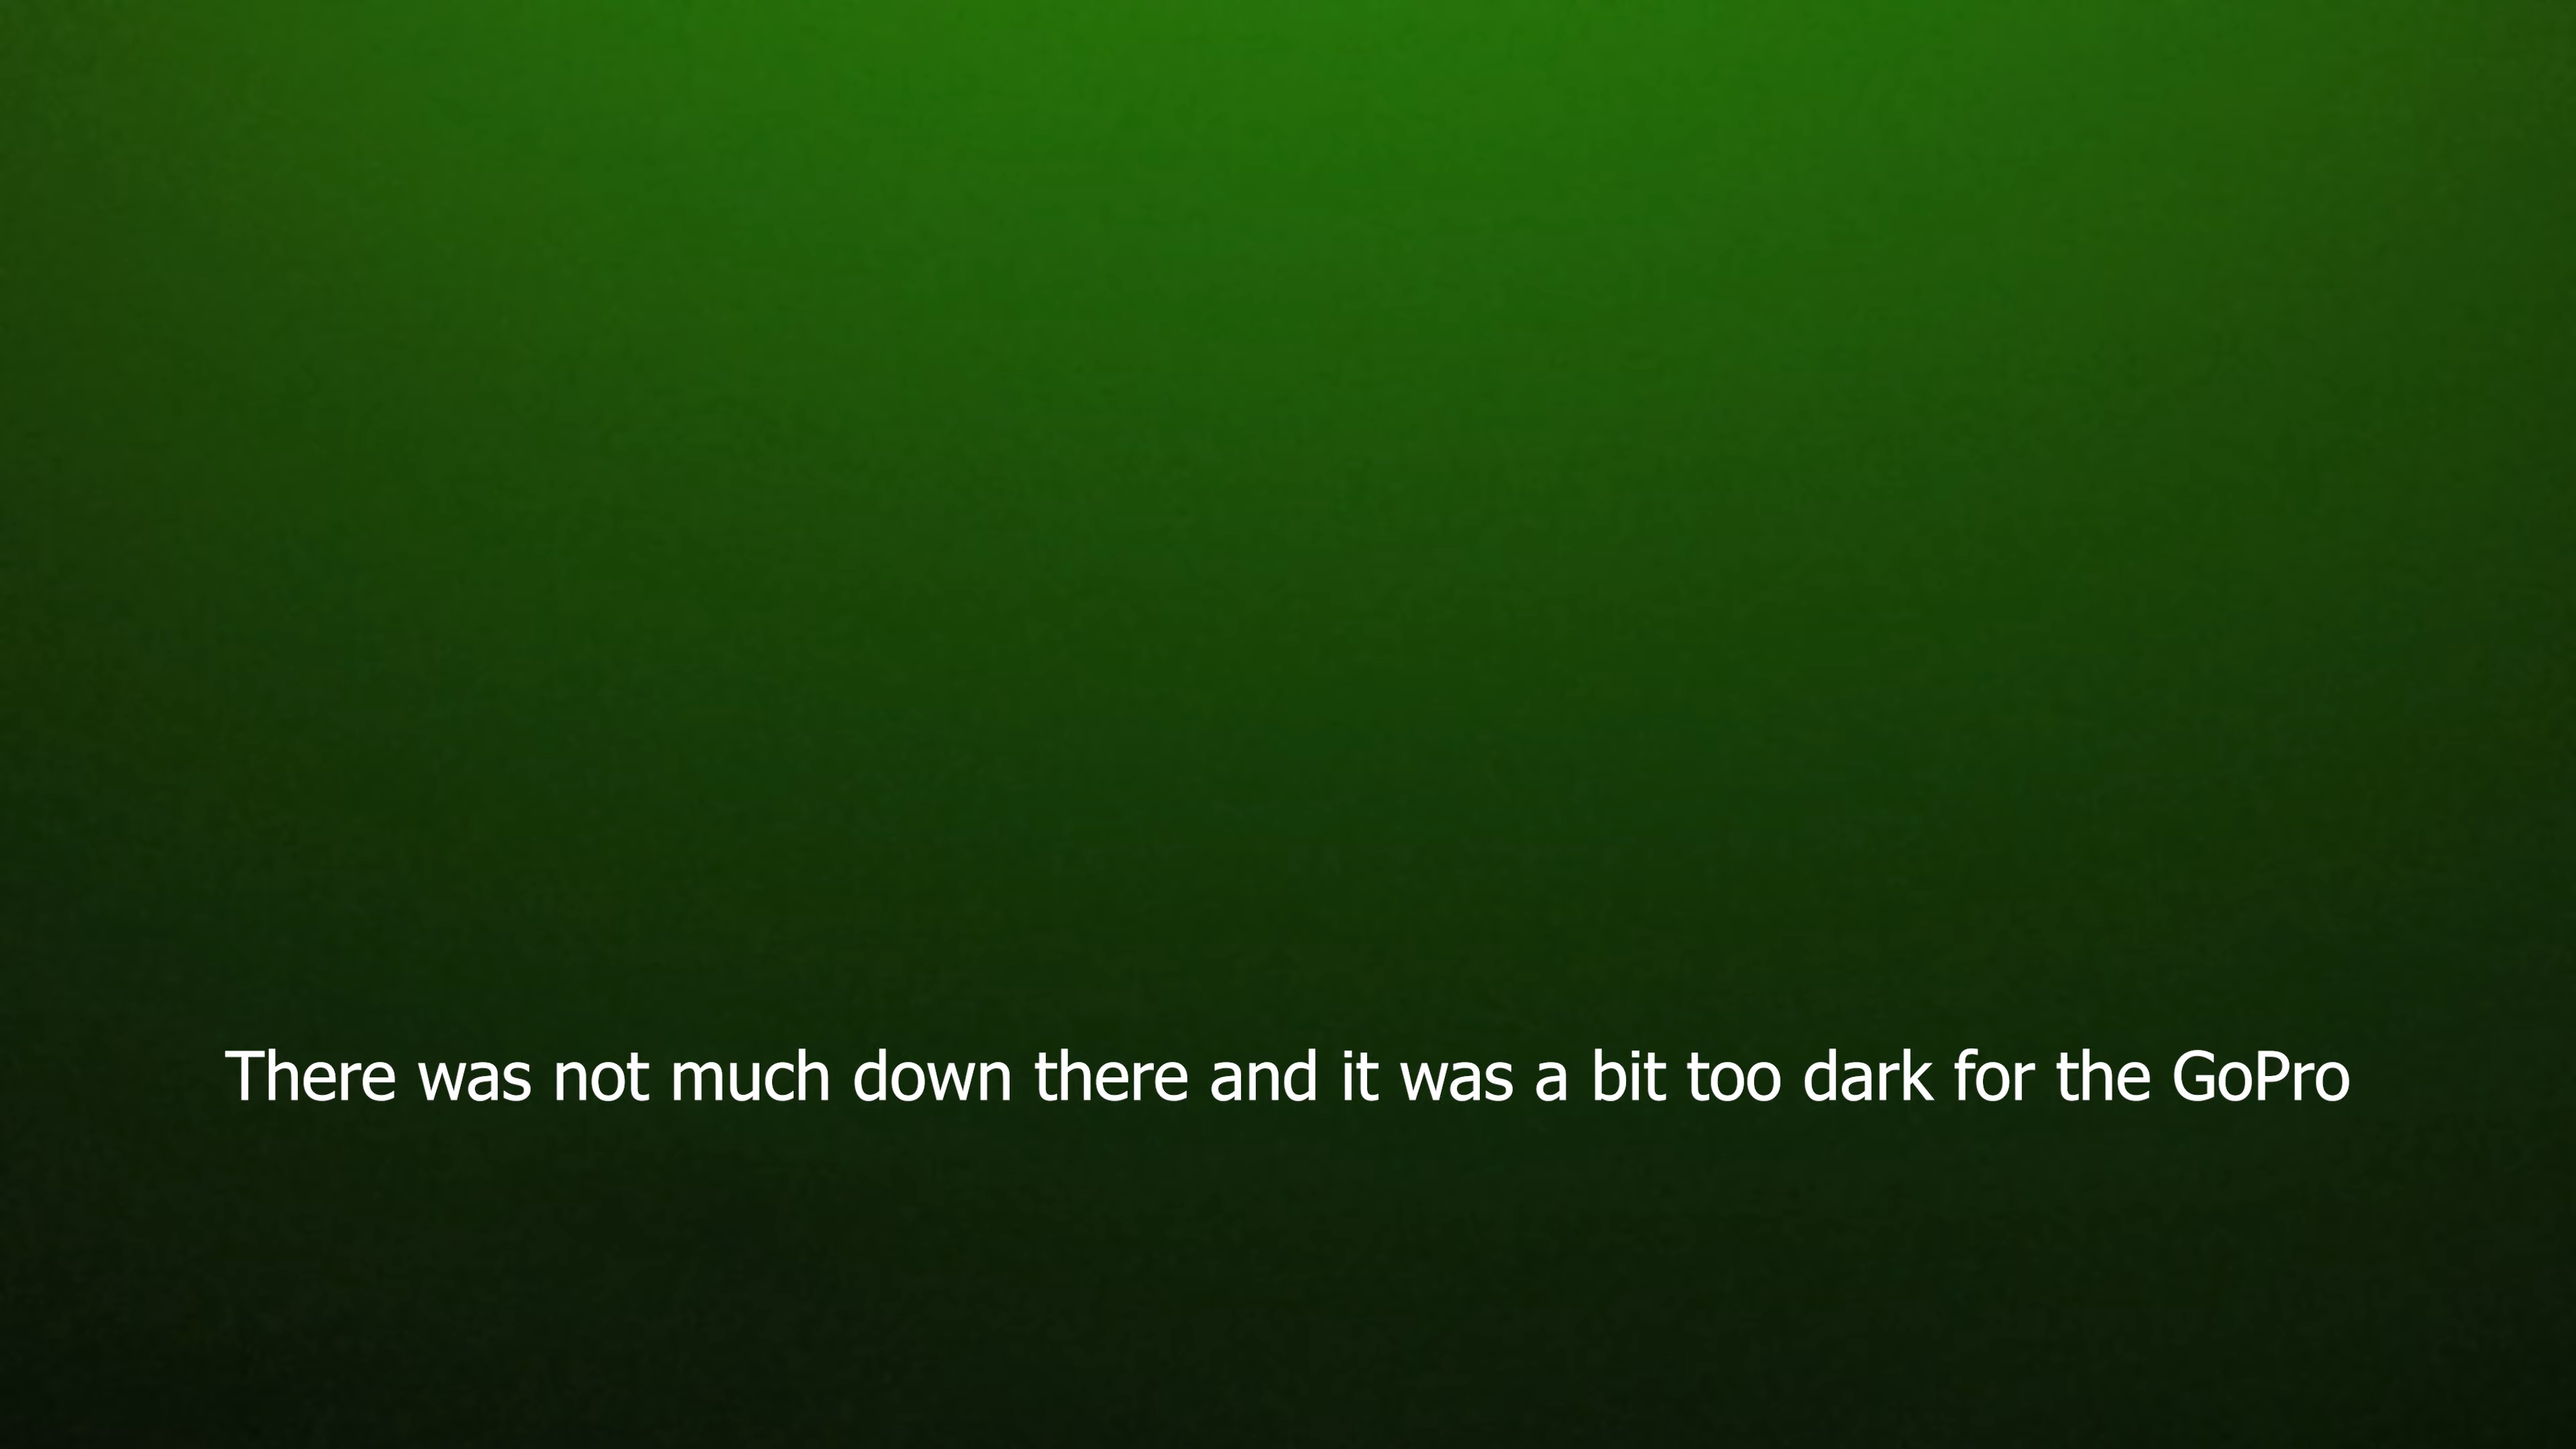 There was not much down there and it was a bit too dark for the GoPro